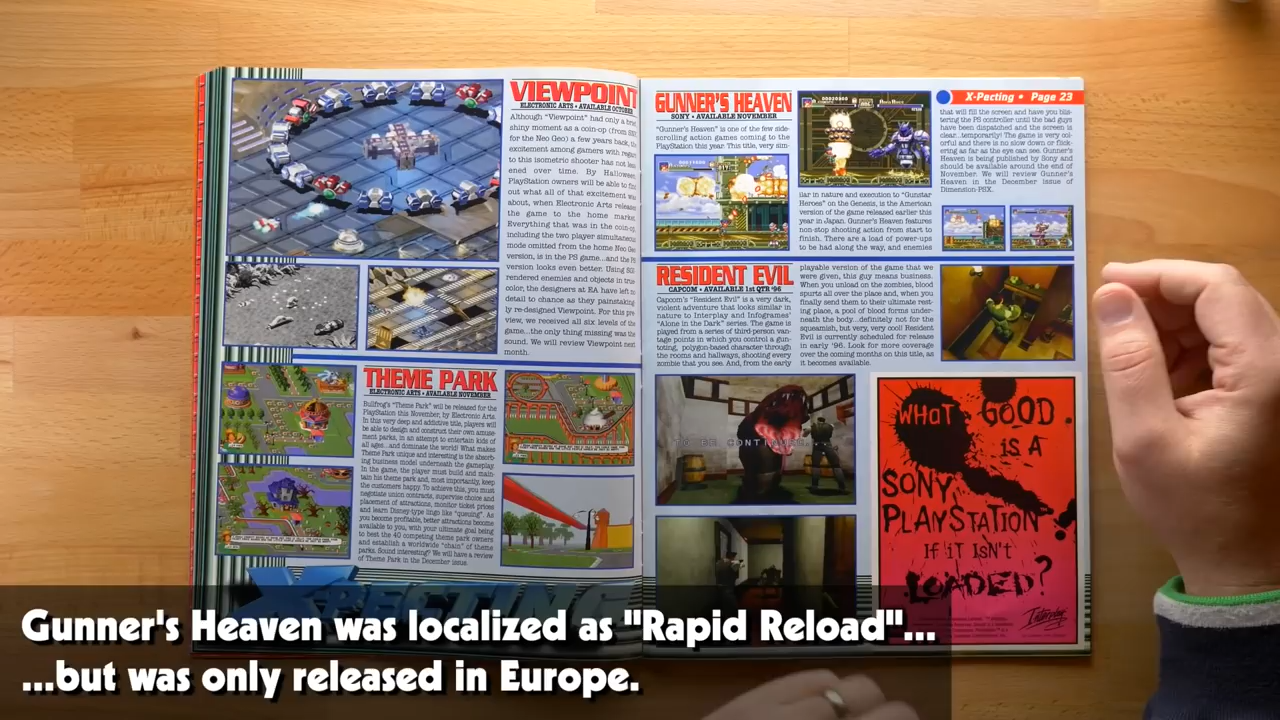 VIEWPOINT
ELECTRONIC ARTS • AVAILABLE OCTOBER
Although "Viewpoint" had only a brief
shiny moment as a coin-op (from SNK
for the Neo Geo) a few years back, the
excitement among gamers with regard
to this isometric shooter has not less-
ened over time. By Halloween,
PlayStation owners will be able to find
out what all of that excitement was
about, when Electronic Arts releases
the game to the home market.
Everything that was in the coin-op,
including the two player simultaneous
mode omitted from the home Neo Geo
version, is in the PS game...and the PS
version looks even better. Using SGI
rendered enemies and objects in true
color, the designers at EA have left no
detail to chance as they painstaking-
ly re-designed Viewpoint. For this pre-
view, we received all six levels of the
game...the only thing missing was the
sound. We will review Viewpoint next
month.
THEME PARK
ELECTRONIC ARTS • AVAILABLE NOVEMBER
Bullfrog's "Theme Park" will be released for the
PlayStation this November, by Electronic Arts.
In this very deep and addictive title, players will
be able to design and construct their own amuse-
ment parks, in an attempt to entertain kids of
all ages...and dominate the world! What makes
Theme Park unique and interesting is the absorb-
ing business model underneath the gameplay.
In the game, the player must build and main-
tain his theme park and, most importantly, keep
the customers happy. To achieve this, you must
negotiate union contracts, supervise choice and
placement of attractions, monitor ticket prices
and learn Disney-type lingo like "queuing". As
you become profitable, better attractions become
available to you, with your ultimate goal being
to best the 40 competing theme park owners
and establish a worldwide "chain" of theme
parks. Sound interesting? We will have a review
of Theme Park in the December issue.
X-PECTING
GUNNER'S HEAVEN
SONY • AVAILABLE NOVEMBER
"Gunner's Heaven" is one of the few side-
scrolling action games coming to the
PlayStation this year. This title, very sim-
ilar in nature and execution to "Gunstar
Heroes" on the Genesis, is the American
version of the game released earlier this
year in Japan. Gunner's Heaven features
non-stop shooting action from start to
finish. There are a load of power-ups
to be had along the way, and enemies
X-Pecting • Page 23
that will fill the screen and have you blis-
tering the PS controller until the bad guys
have been dispatched and the screen is
clear...temporarily! The game is very col-
orful and there is no slow down or flick-
ering as far as the eye can see. Gunner's
Heaven is being published by Sony and
should be available around the end of
November. We will review Gunner's
Heaven in the December issue of
Dimension-PSX.
RESIDENT EVIL
CAPCOM • AVAILABLE 1st QTR '96
Capcom's "Resident Evil" is a very dark,
violent adventure that looks similar in
nature to Interplay and Infogrames'
"Alone in the Dark" series. The game is
played from a series of third-person van-
tage points in which you control a gun-
toting, polygon-based character through
the rooms and hallways, shooting every
zombie that you see. And, from the early
playable version of the game that we
were given, this guy means business.
When you unload on the zombies, blood
spurts all over the place and, when you
finally send them to their ultimate rest-
ing place, a pool of blood forms under-
neath the body...definitely not for the
squeamish, but very, very cool! Resident
Evil is currently scheduled for release
in early '96. Look for more coverage
over the coming months on this title, as
it becomes available.
TO BE CONTINUED...
WHAT GOOD
IS A
SONY
PLAYSTATION
IF IT ISN'T
LOADED?
Interplay
Gunner's Heaven was localized as "Rapid Reload"...
...but was only released in Europe.